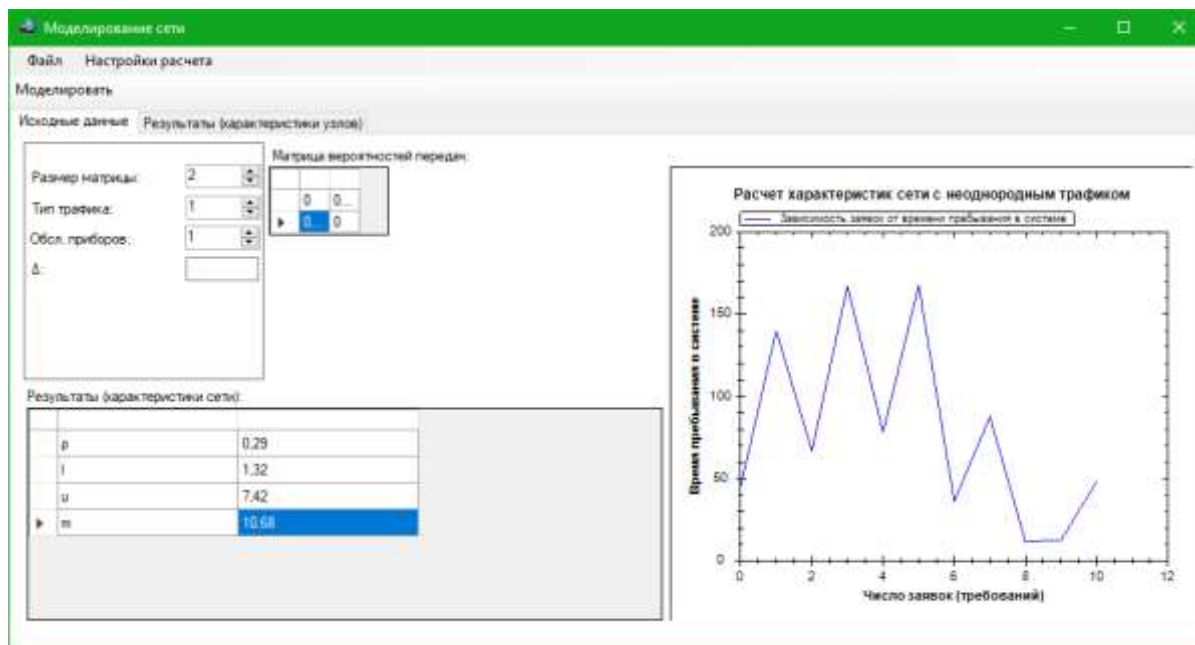 Моделирование сети
Файл Настройки расчета
Моделировать
Исходные данные Результаты (характеристики узлов)
Размер матрицы: 2
Тип трафика: 1
Обсл. приборов: 1
Δ:
Матрица вероятностей передач:
0 0...
0... 0
Результаты (характеристики сети):
ρ 0.29
l 1.32
u 7.42
m 10.68
Расчет характеристик сети с неоднородным трафиком
Зависимость заявок от времени пребывания в системе
Время пребывания в системе
200
150
100
50
0
0 2 4 6 8 10 12
Число заявок (требований)